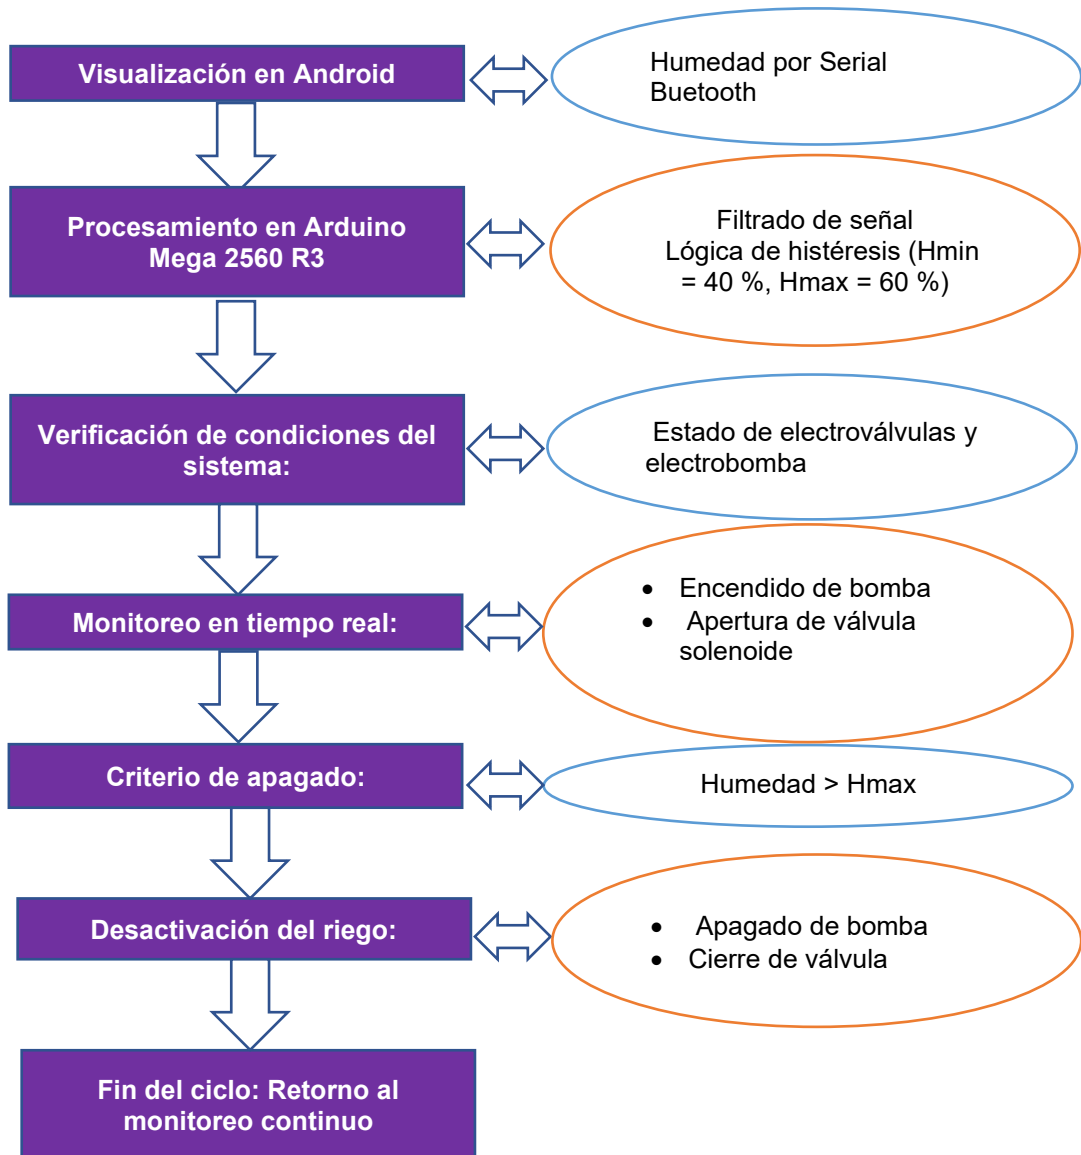 Visualización en Android
Humedad por Serial
Buetooth
Procesamiento en Arduino
Mega 2560 R3
Filtrado de señal
Lógica de histéresis (Hmin
= 40 %, Hmax = 60 %)
Verificación de condiciones del
sistema:
Estado de electroválvulas y
electrobomba
Monitoreo en tiempo real:
• Encendido de bomba
• Apertura de válvula
solenoide
Criterio de apagado:
Humedad > Hmax
Desactivación del riego:
• Apagado de bomba
• Cierre de válvula
Fin del ciclo: Retorno al
monitoreo continuo